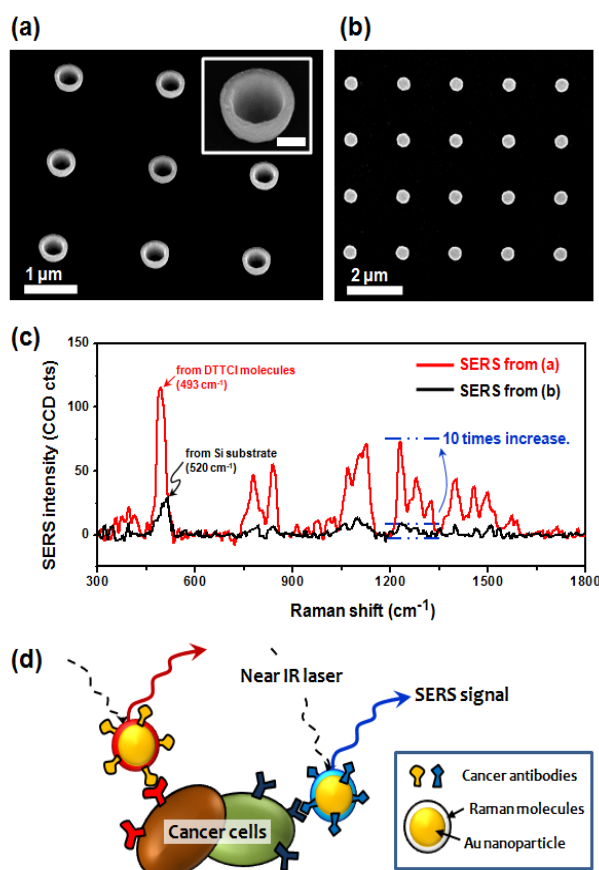 (a)
(b)
1 μm
2 μm
(c)
SERS intensity (CCD cts)
150
100
50
0
from DTTCI molecules
(493 cm⁻¹)
from Si substrate
(520 cm⁻¹)
SERS from (a)
SERS from (b)
10 times increase.
300 600 900 1200 1500 1800
Raman shift (cm⁻¹)
(d)
Near IR laser
SERS signal
Cancer cells
Cancer antibodies
Raman molecules
Au nanoparticle